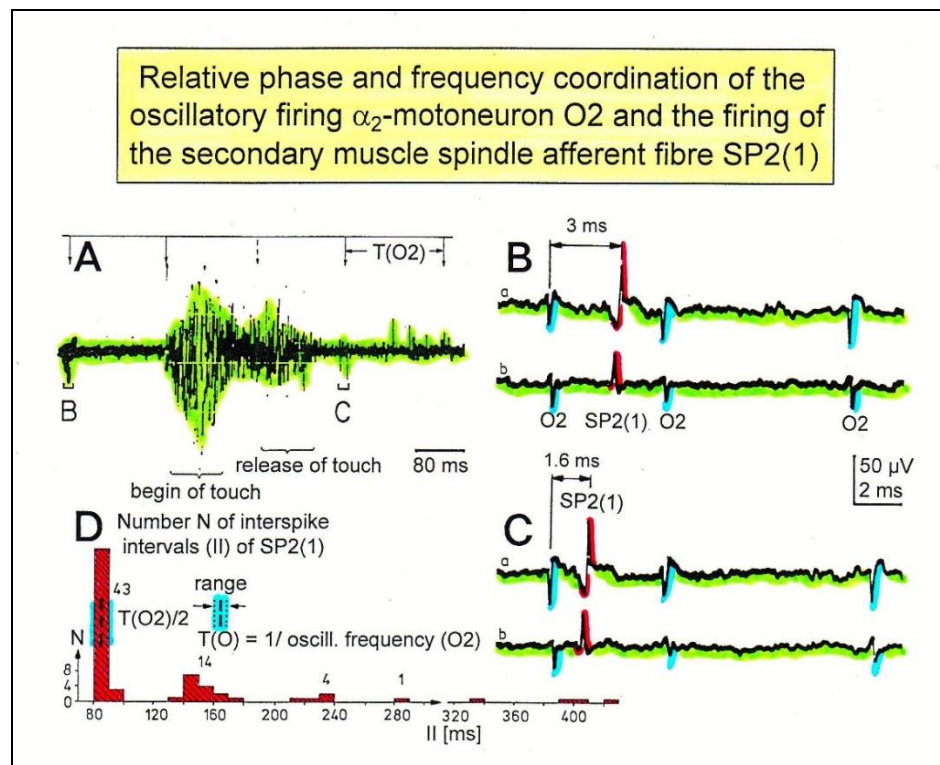 Relative phase and frequency coordination of the
oscillatory firing α₂-motoneuron O2 and the firing of
the secondary muscle spindle afferent fibre SP2(1)
A
T(O2)
B
C
release of touch
80 ms
begin of touch
B
3 ms
a
b
O2
SP2(1)
O2
O2
50 µV
2 ms
C
1.6 ms
SP2(1)
a
b
D
Number N of interspike
intervals (II) of SP2(1)
43
range
T(O2)/2
N
T(O) = 1/ oscill. frequency (O2)
14
4
1
8
4
0
80
120
160
200
240
280
320
360
400
II [ms]